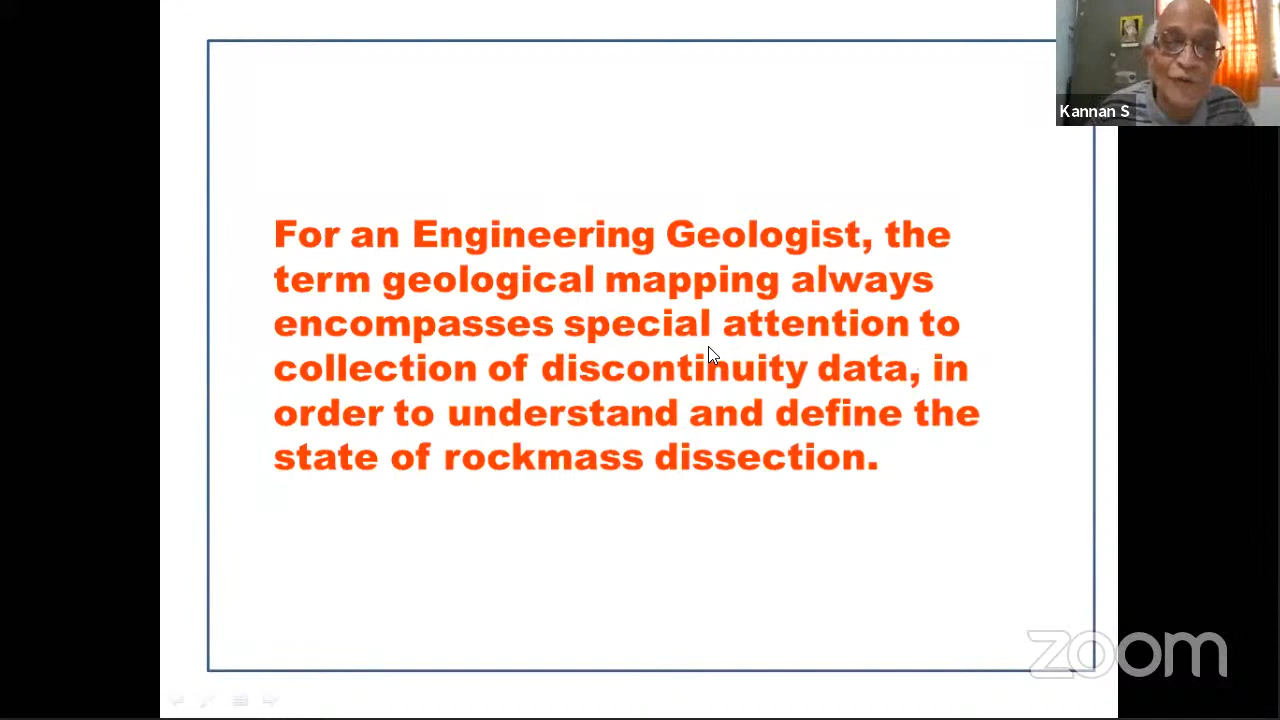 Kannan S
For an Engineering Geologist, the
term geological mapping always
encompasses special attention to
collection of discontinuity data, in
order to understand and define the
state of rockmass dissection.
zoom